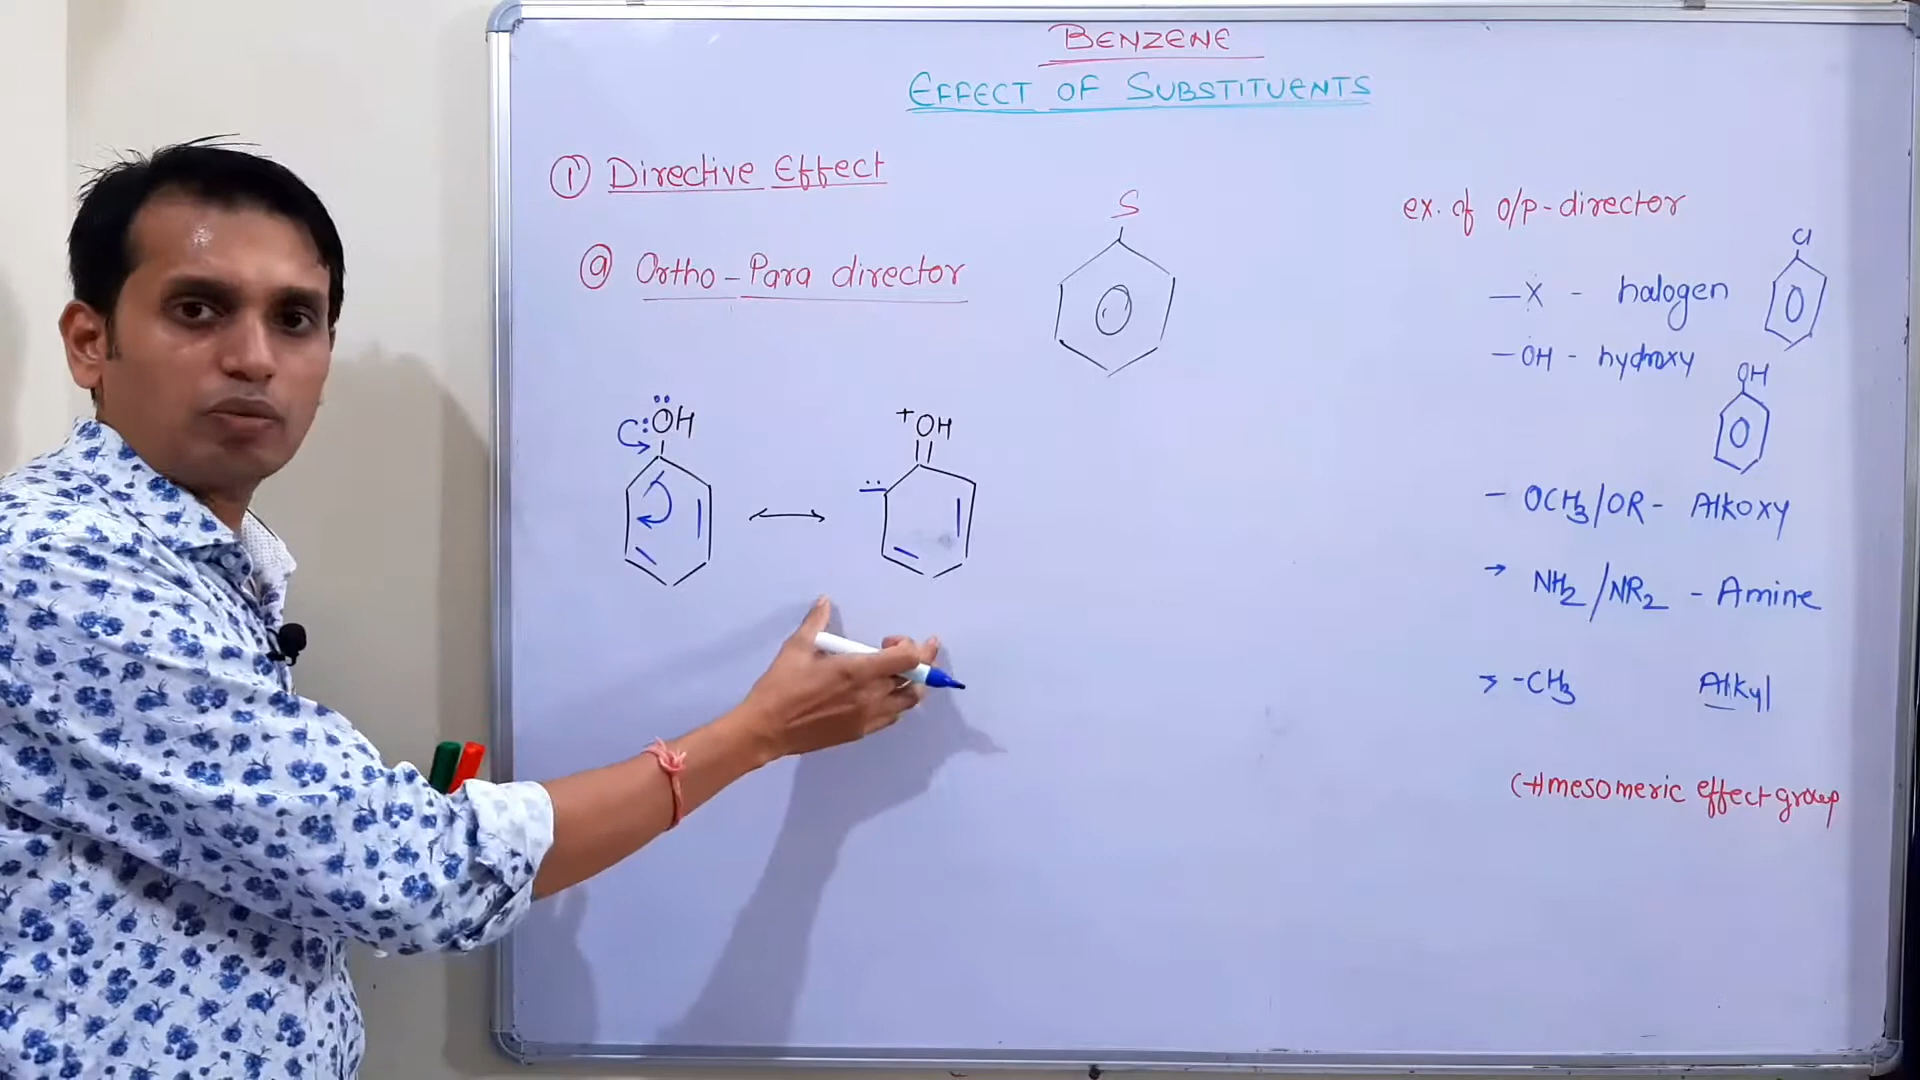 BENZENE
EFFECT OF SUBSTITUENTS
① Directive Effect
ⓐ Ortho-Para director
S
:OH
+OH
ex. of o/p-director
Cl
-X - halogen
-OH - hydroxy
OH
- OCH3/OR - Alkoxy
→ NH2/NR2 - Amine
> -CH3 Alkyl
(+)mesomeric effect group